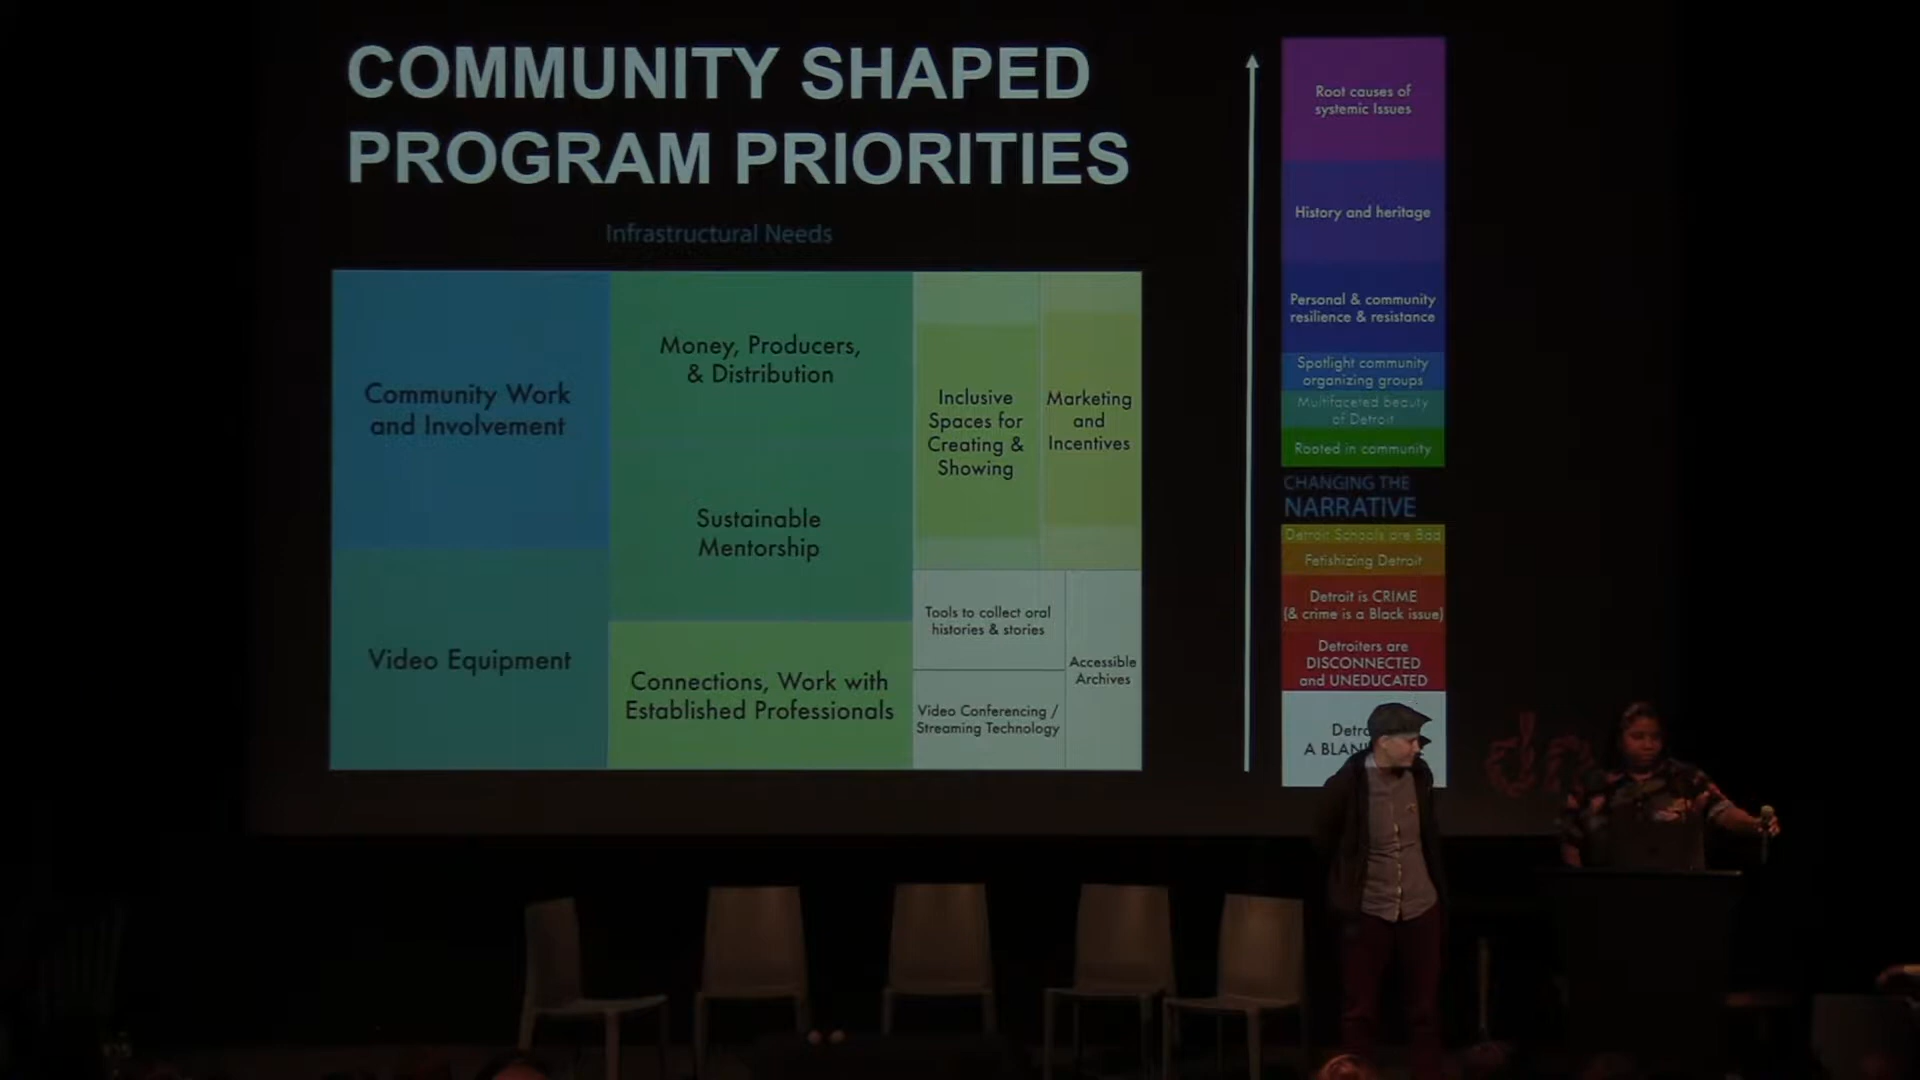 COMMUNITY SHAPED
PROGRAM PRIORITIES
Infrastructural Needs
Community Work
and Involvement
Video Equipment
Money, Producers,
& Distribution
Sustainable
Mentorship
Connections, Work with
Established Professionals
Inclusive
Spaces for
Creating &
Showing
Marketing
and
Incentives
Tools to collect oral
histories & stories
Video Conferencing /
Streaming Technology
Accessible
Archives
Root causes of
systemic Issues
History and heritage
Personal & community
resilience & resistance
Spotlight community
organizing groups
Multifaceted beauty
of Detroit
Rooted in community
CHANGING THE
NARRATIVE
Detroit Schools are Bad
Fetishizing Detroit
Detroit is CRIME
(& crime is a Black issue)
Detroiters are
DISCONNECTED
and UNEDUCATED
A